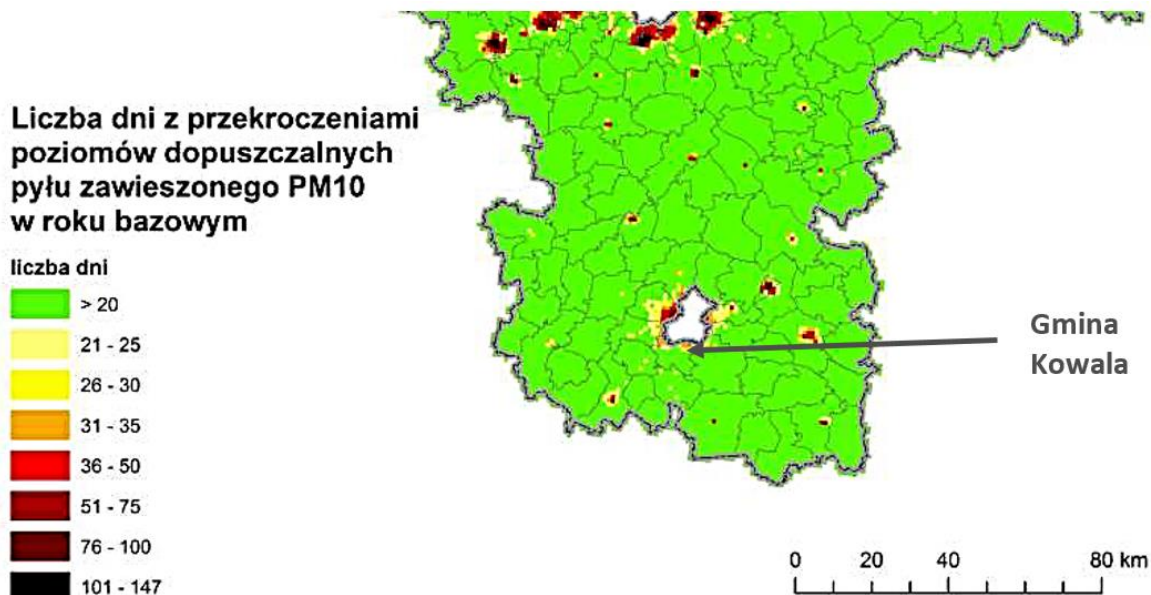 Liczba dni z przekroczeniami
poziomów dopuszczalnych
pyłu zawieszonego PM10
w roku bazowym
liczba dni
> 20
21 - 25
26 - 30
31 - 35
36 - 50
51 - 75
76 - 100
101 - 147
Gmina
Kowala
0 20 40 80 km